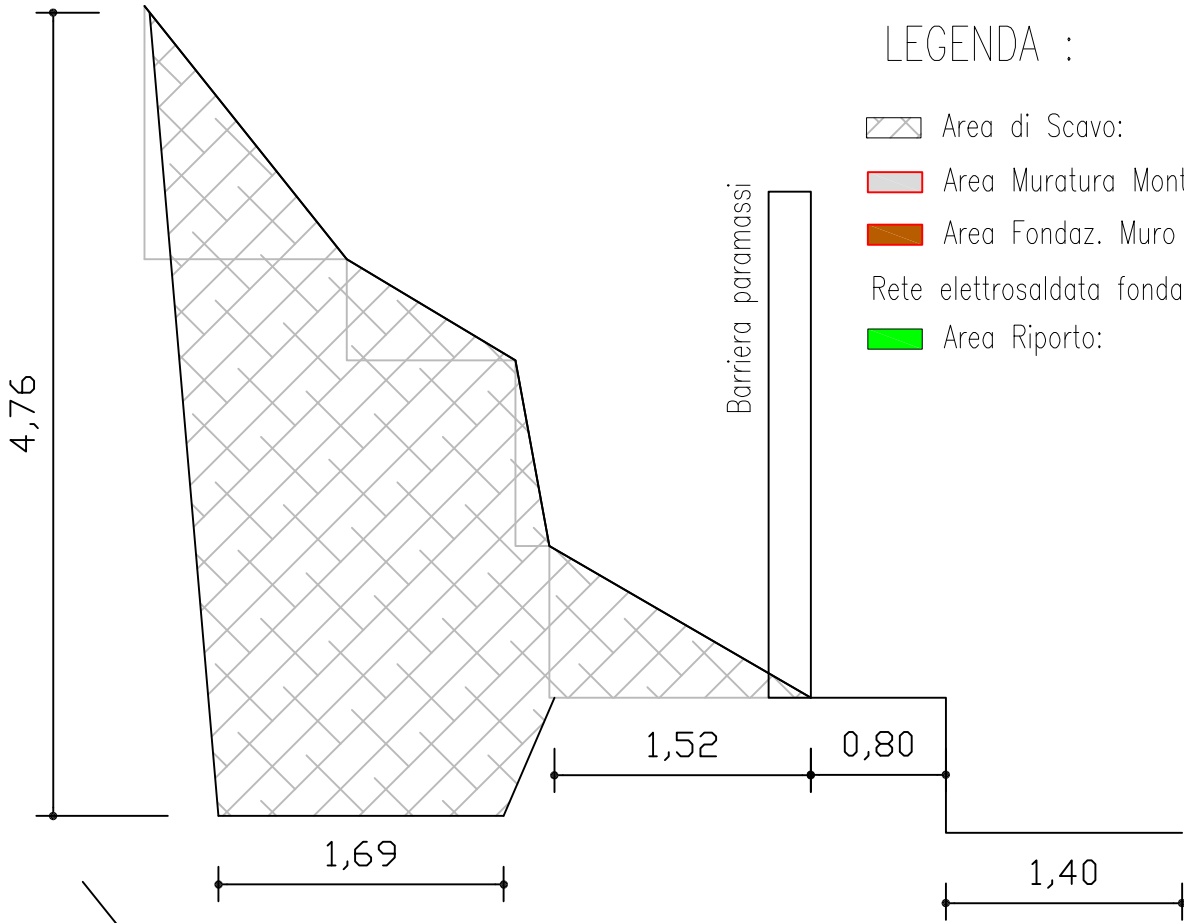 LEGENDA :
Area di Scavo:
Area Muratura Mont
Area Fondaz. Muro
Rete elettrosaldata fonda
Area Riporto:
Barriera paramassi
4,76
1,52
0,80
1,69
1,40